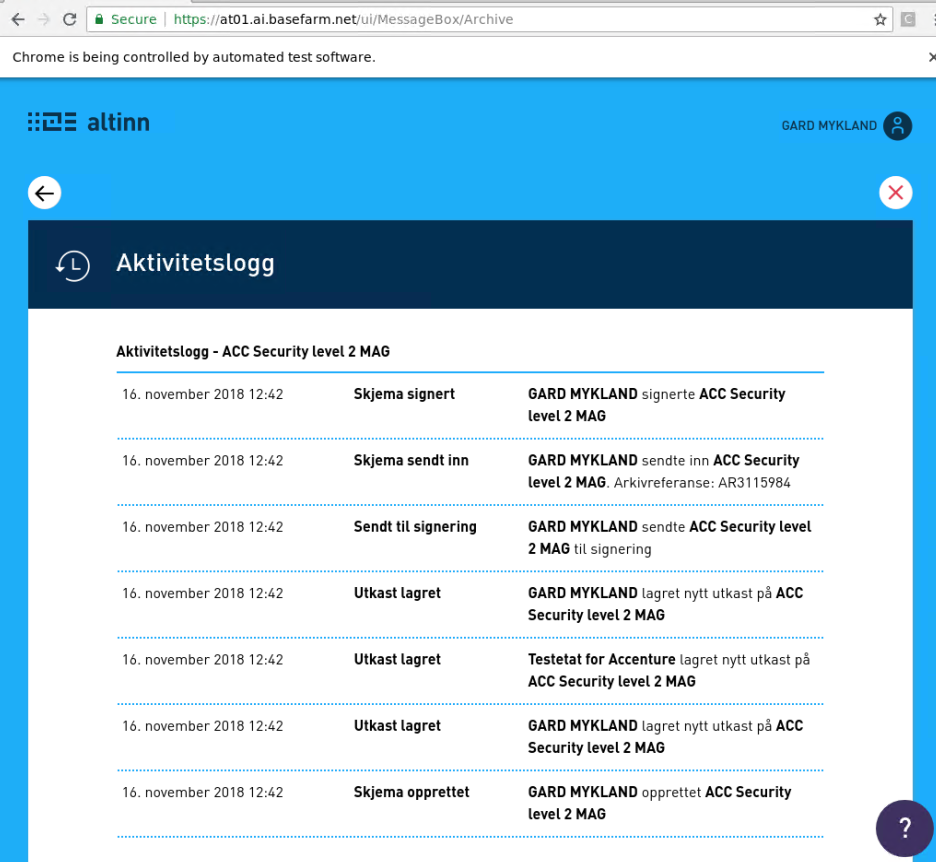 Secure | https://at01.ai.basefarm.net/ui/MessageBox/Archive
Chrome is being controlled by automated test software.
altinn
GARD MYKLAND
Aktivitetslogg
Aktivitetslogg - ACC Security level 2 MAG
16. november 2018 12:42 Skjema signert GARD MYKLAND signerte ACC Security
level 2 MAG
16. november 2018 12:42 Skjema sendt inn GARD MYKLAND sendte inn ACC Security
level 2 MAG. Arkivreferanse: AR3115984
16. november 2018 12:42 Sendt til signering GARD MYKLAND sendte ACC Security level
2 MAG til signering
16. november 2018 12:42 Utkast lagret GARD MYKLAND lagret nytt utkast på ACC
Security level 2 MAG
16. november 2018 12:42 Utkast lagret Testetat for Accenture lagret nytt utkast på
ACC Security level 2 MAG
16. november 2018 12:42 Utkast lagret GARD MYKLAND lagret nytt utkast på ACC
Security level 2 MAG
16. november 2018 12:42 Skjema opprettet GARD MYKLAND opprettet ACC Security
level 2 MAG
?